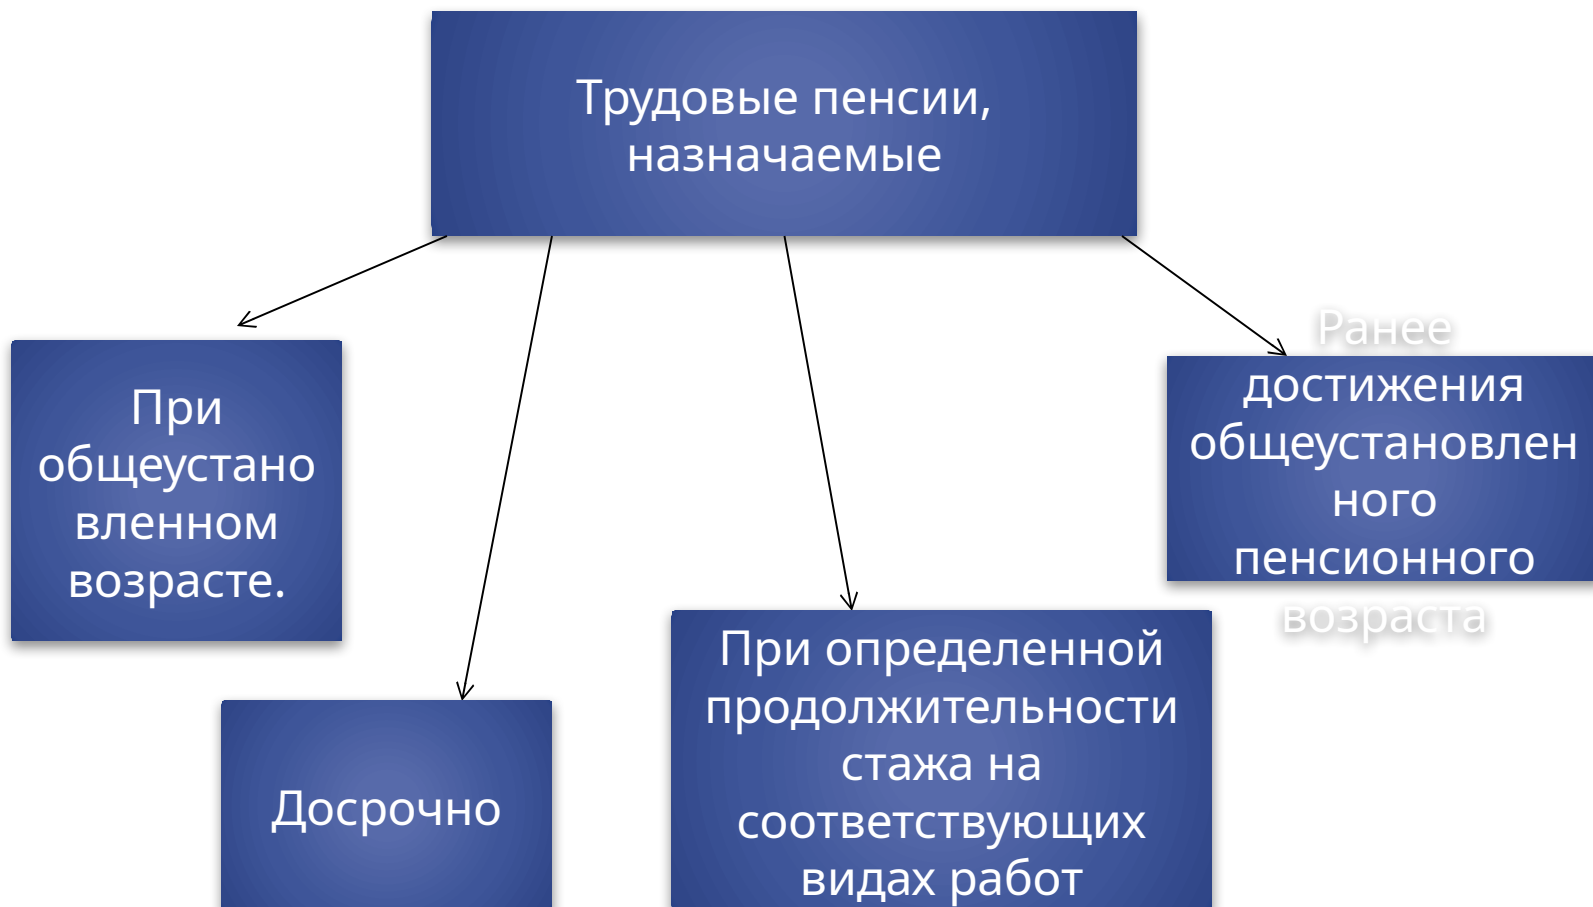 Трудовые пенсии,
назначаемые
При
общеустано
вленном
возрасте.
Ранее
достижения
общеустановлен
ного
пенсионного
возраста
Досрочно
При определенной
продолжительности
стажа на
соответствующих
видах работ